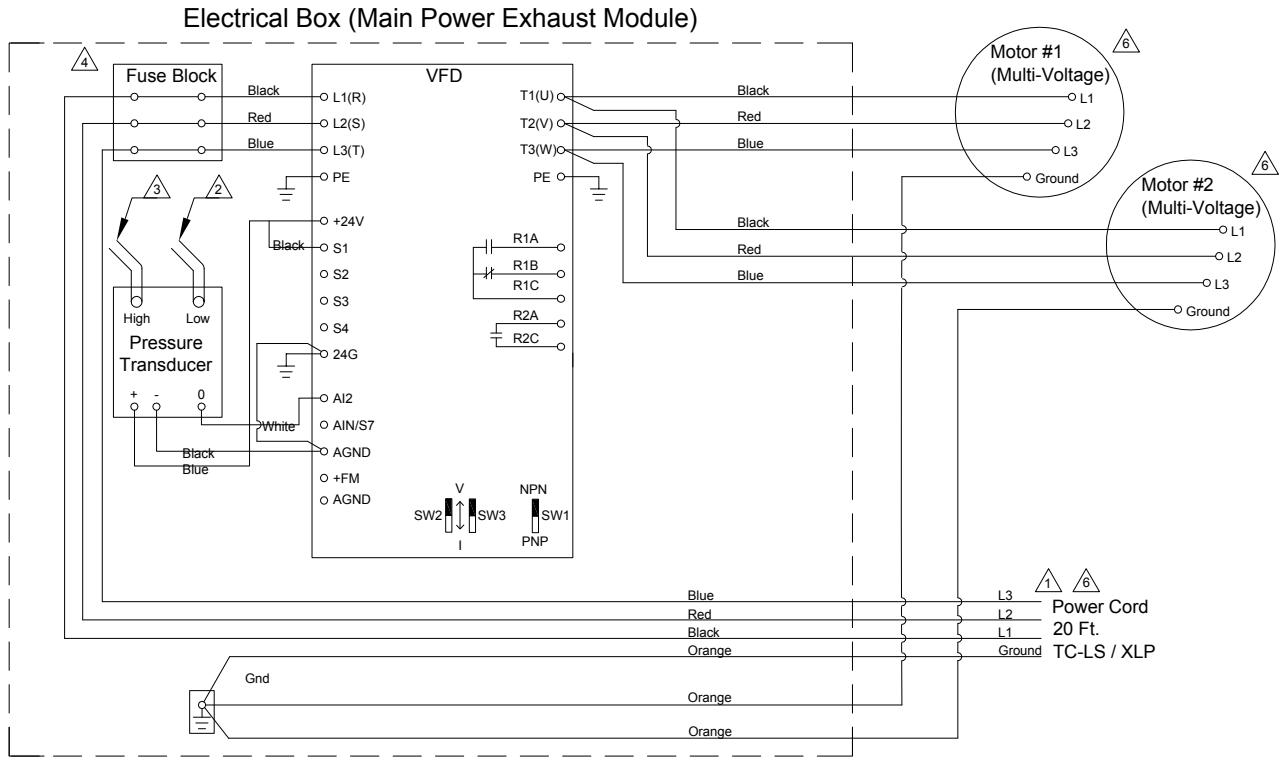 Electrical Box (Main Power Exhaust Module)
4
Fuse Block
VFD
Motor #1
(Multi-Voltage)
6
Black
L1(R)
T1(U)
Black
L1
Red
L2(S)
T2(V)
Red
L2
Blue
L3(T)
T3(W)
Blue
L3
PE
PE
Ground
3
2
Motor #2
(Multi-Voltage)
6
+24V
Black
L1
Black
S1
R1A
Red
L2
S2
R1B
Blue
L3
S3
R1C
Ground
S4
R2A
R2C
High
Low
Pressure
Transducer
24G
+
-
0
AI2
White
AIN/S7
Black
AGND
Blue
+FM
AGND
V
NPN
SW2
SW3
SW1
I
PNP
1
6
Blue
L3
Power Cord
Red
L2
20 Ft.
Black
L1
Orange
Ground
TC-LS / XLP
Gnd
Orange
Orange